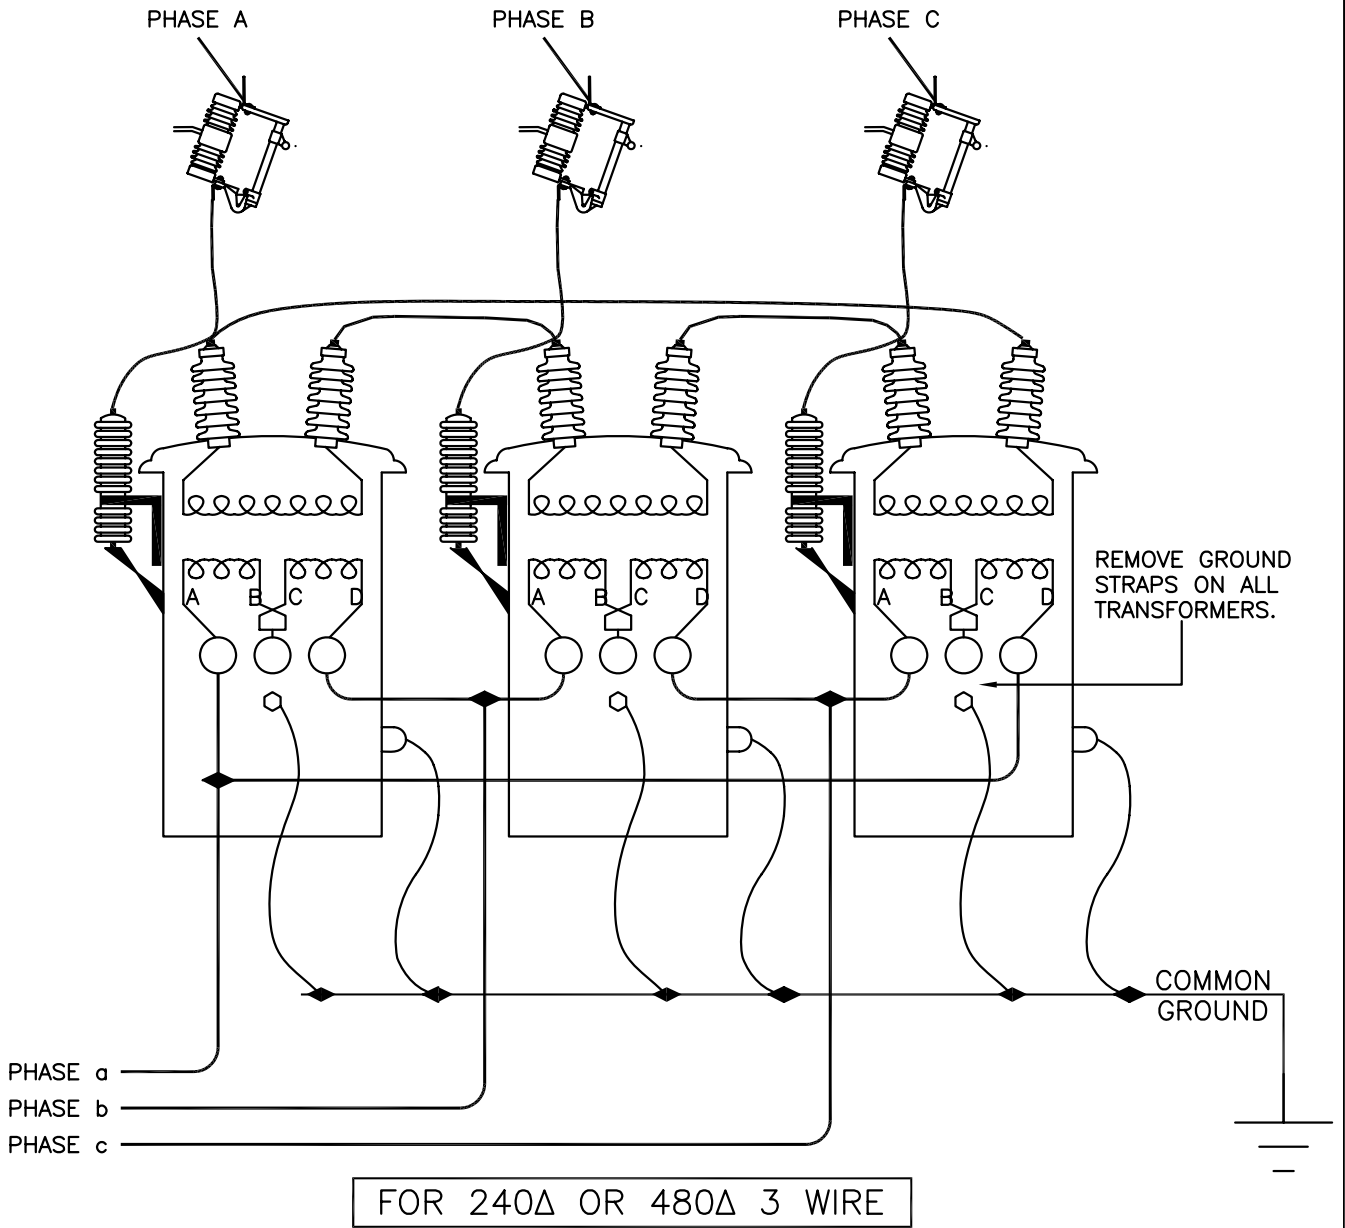 PHASE A
PHASE B
PHASE C
REMOVE GROUND
STRAPS ON ALL
TRANSFORMERS.
A B C D
A B C D
A B C D
COMMON
GROUND
PHASE a
PHASE b
PHASE c
FOR 240Δ OR 480Δ 3 WIRE